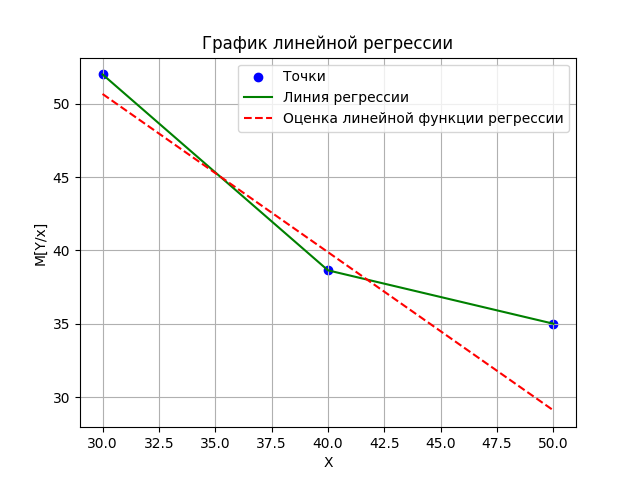 График линейной регрессии
Точки
Линия регрессии
Оценка линейной функции регрессии
M[Y/x]
50
45
40
35
30
30.0 32.5 35.0 37.5 40.0 42.5 45.0 47.5 50.0
X